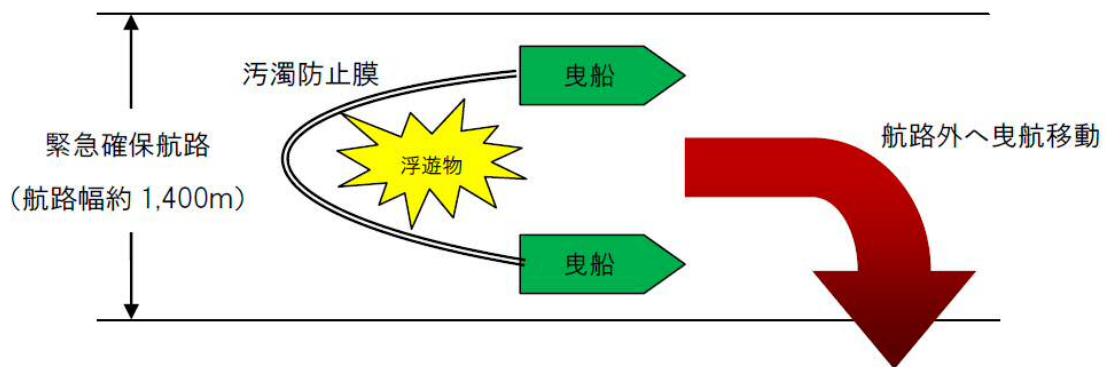 汚濁防止膜
曳船
緊急確保航路
（航路幅約 1,400m）
浮遊物
航路外へ曳航移動
曳船